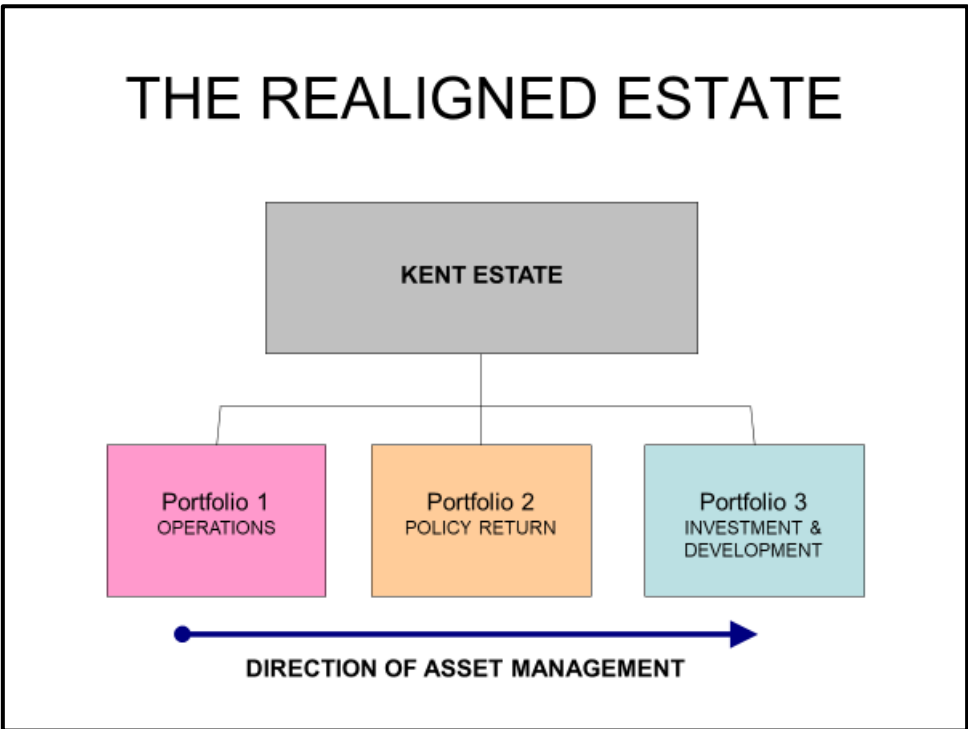 THE REALIGNED ESTATE
KENT ESTATE
Portfolio 1
OPERATIONS
Portfolio 2
POLICY RETURN
Portfolio 3
INVESTMENT &
DEVELOPMENT
DIRECTION OF ASSET MANAGEMENT